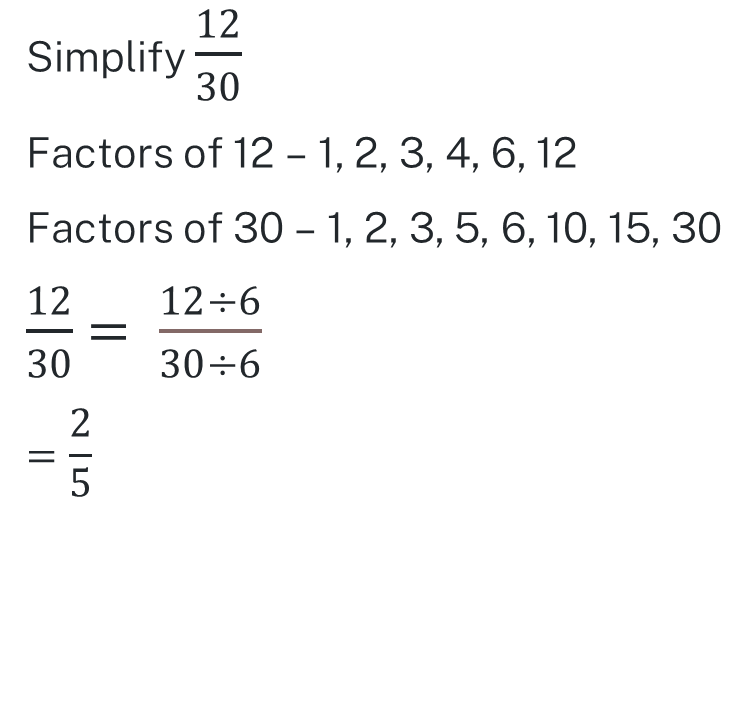 Simplify 12/30
Factors of 12 – 1, 2, 3, 4, 6, 12
Factors of 30 – 1, 2, 3, 5, 6, 10, 15, 30
12/30 = 12÷6/30÷6
= 2/5